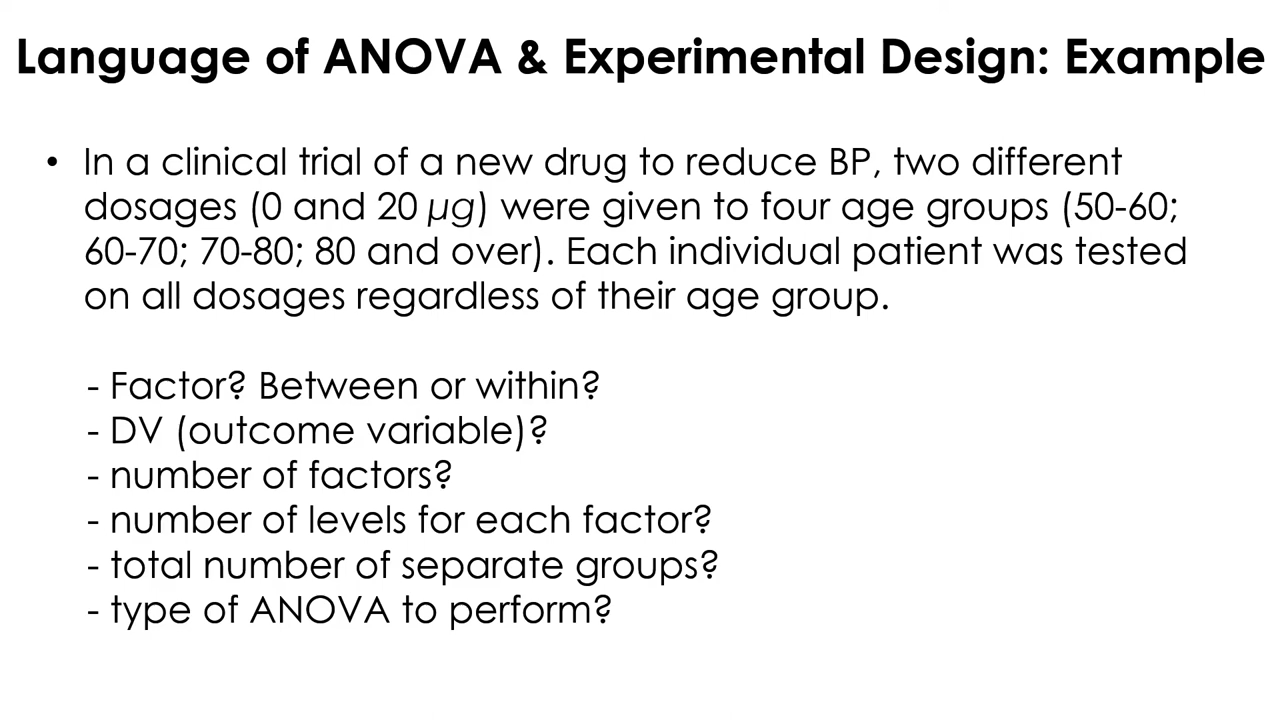 Language of ANOVA & Experimental Design: Example
• In a clinical trial of a new drug to reduce BP, two different
dosages (0 and 20 µg) were given to four age groups (50-60;
60-70; 70-80; 80 and over). Each individual patient was tested
on all dosages regardless of their age group.
- Factor? Between or within?
- DV (outcome variable)?
- number of factors?
- number of levels for each factor?
- total number of separate groups?
- type of ANOVA to perform?